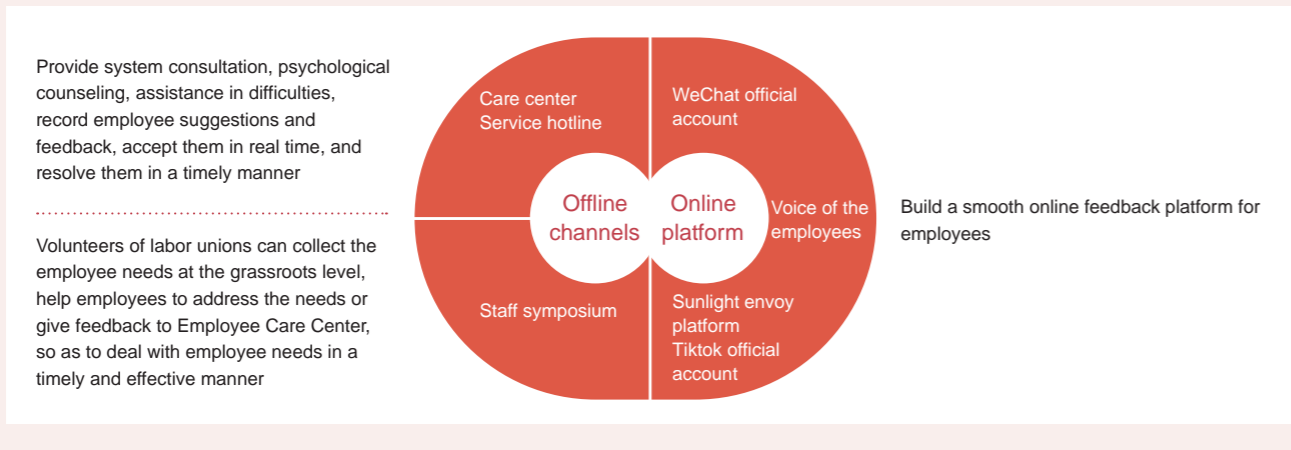 Provide system consultation, psychological
counseling, assistance in difficulties,
record employee suggestions and
feedback, accept them in real time, and
resolve them in a timely manner
Volunteers of labor unions can collect the
employee needs at the grassroots level,
help employees to address the needs or
give feedback to Employee Care Center,
so as to deal with employee needs in a
timely and effective manner
Care center
Service hotline
Staff symposium
Offline
channels
Online
platform
WeChat official
account
Voice of the
employees
Sunlight envoy
platform
Tiktok official
account
Build a smooth online feedback platform for
employees